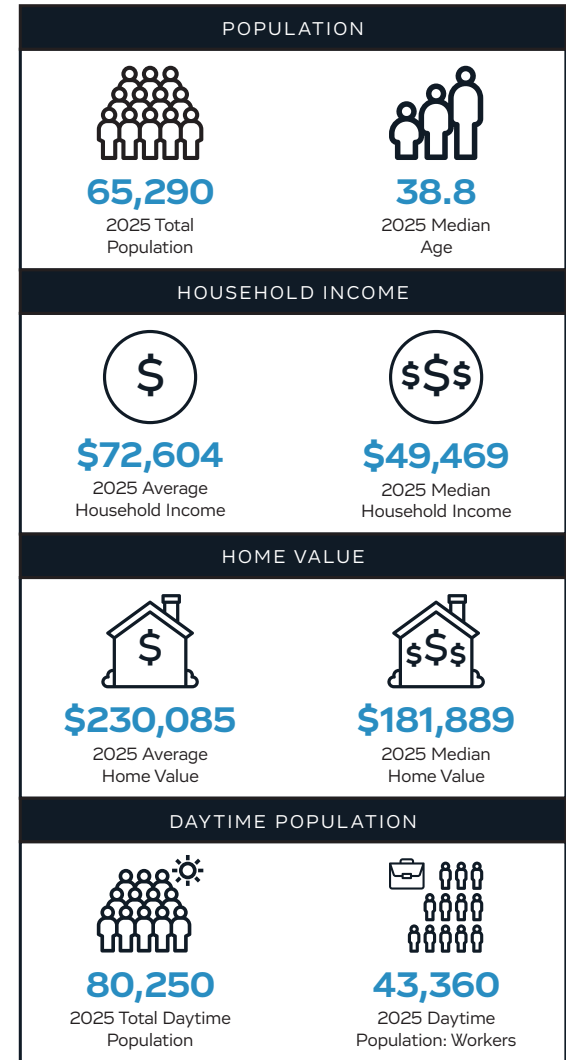 POPULATION
65,290
2025 Total
Population
38.8
2025 Median
Age
HOUSEHOLD INCOME
$
$72,604
2025 Average
Household Income
$$$
$49,469
2025 Median
Household Income
HOME VALUE
$
$230,085
2025 Average
Home Value
$$$
$181,889
2025 Median
Home Value
DAYTIME POPULATION
80,250
2025 Total Daytime
Population
43,360
2025 Daytime
Population: Workers